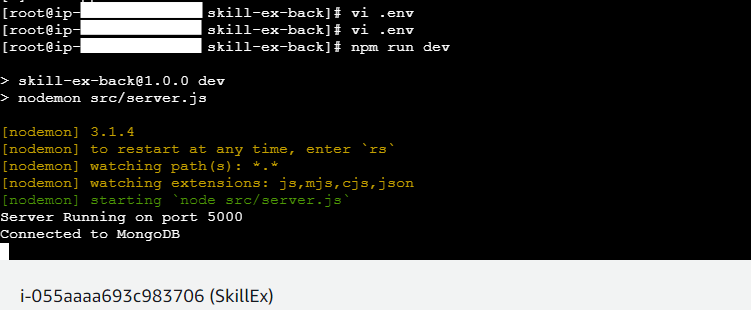 [root@ip- skill-ex-back]# vi .env
[root@ip- skill-ex-back]# vi .env
[root@ip- skill-ex-back]# npm run dev
> skill-ex-back@1.0.0 dev
> nodemon src/server.js
[nodemon] 3.1.4
[nodemon] to restart at any time, enter `rs`
[nodemon] watching path(s): *.*
[nodemon] watching extensions: js,mjs,cjs,json
[nodemon] starting `node src/server.js`
Server Running on port 5000
Connected to MongoDB
i-055aaaa693c983706 (SkillEx)